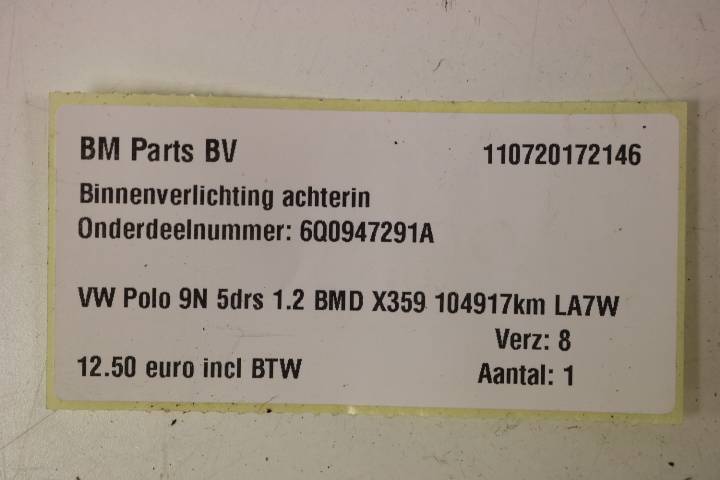 BM Parts BV 110720172146
Binnenverlichting achterin
Onderdeelnummer: 6Q0947291A
VW Polo 9N 5drs 1.2 BMD X359 104917km LA7W
Verz: 8
12.50 euro incl BTW Aantal: 1